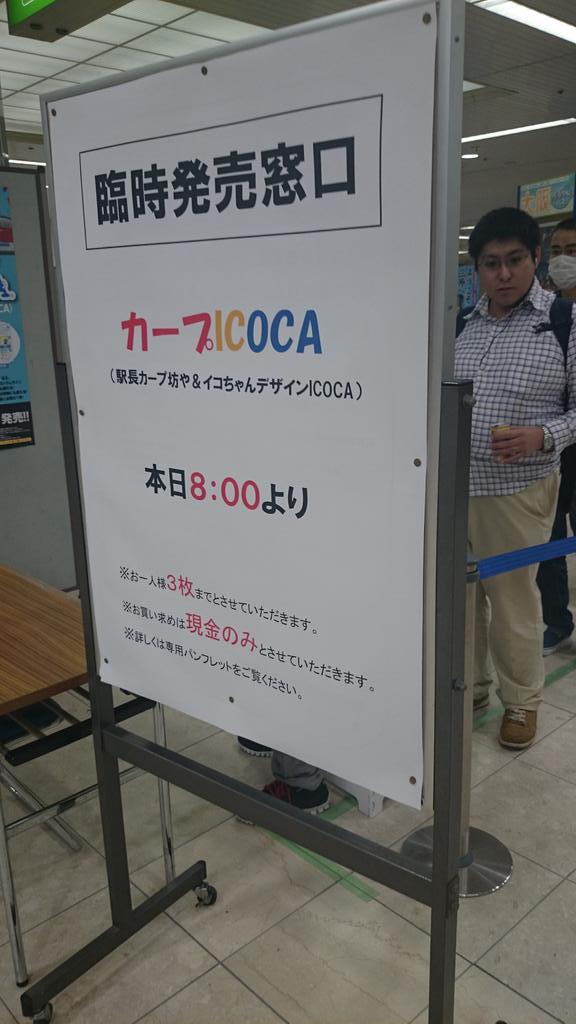 臨時発売窓口
カープICOCA
（駅長カープ坊や＆イコちゃんデザインICOCA）
本日8:00より
※お一人様3枚までとさせていただきます。
※お買い求めは現金のみとさせていただきます。
※詳しくは専用パンフレットをご覧ください。
発売!!
大阪